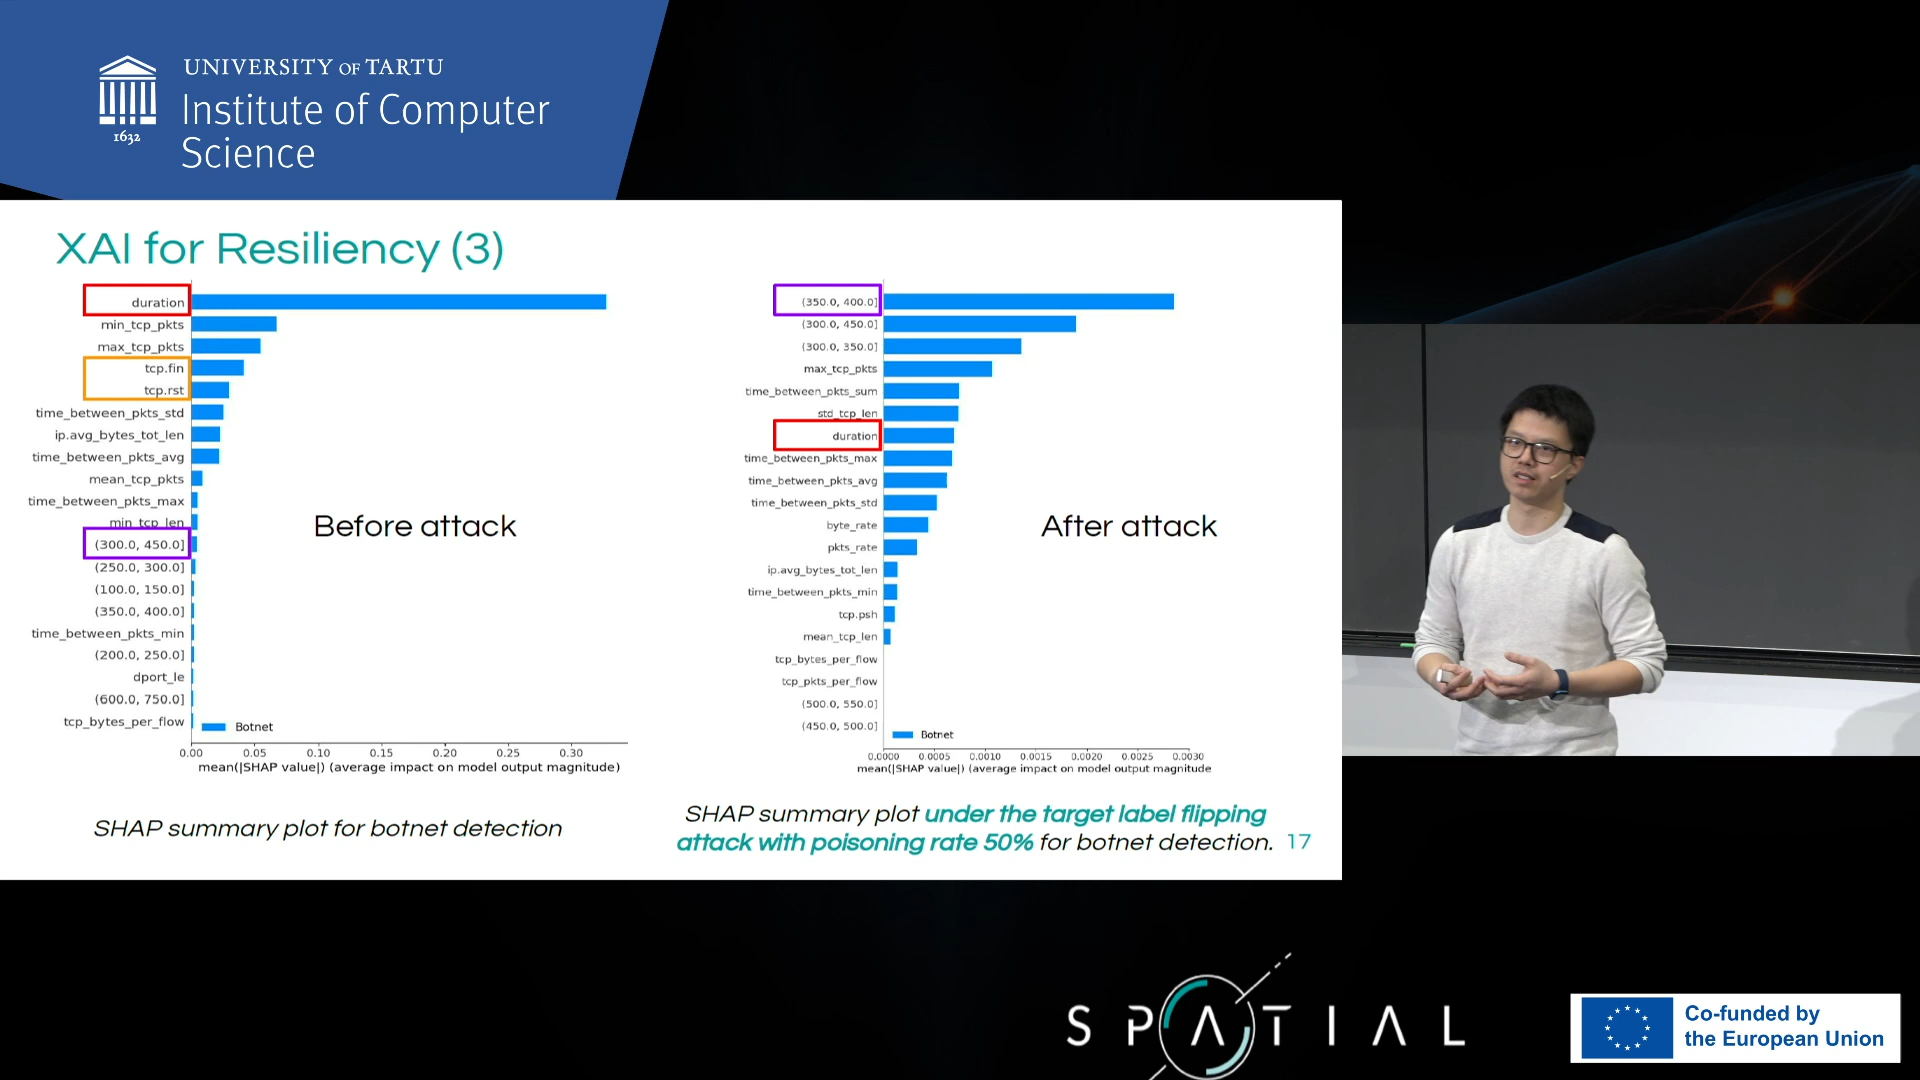 UNIVERSITY OF TARTU
Institute of Computer
Science
1632
XAI for Resiliency (3)
duration
min_tcp_pkts
max_tcp_pkts
tcp.fin
tcp.rst
time_between_pkts_std
ip.avg_bytes_tot_len
time_between_pkts_avg
mean_tcp_pkts
time_between_pkts_max
min_tcp_len
(300.0, 450.0]
(250.0, 300.0]
(100.0, 150.0]
(350.0, 400.0]
time_between_pkts_min
(200.0, 250.0]
dport_le
(600.0, 750.0]
tcp_bytes_per_flow
Before attack
Botnet
0.00 0.05 0.10 0.15 0.20 0.25 0.30
mean(|SHAP value|) (average impact on model output magnitude)
SHAP summary plot for botnet detection
(350.0, 400.0]
(300.0, 450.0]
(300.0, 350.0]
max_tcp_pkts
time_between_pkts_sum
std_tcp_len
duration
time_between_pkts_max
time_between_pkts_avg
time_between_pkts_std
byte_rate
pkts_rate
ip.avg_bytes_tot_len
time_between_pkts_min
tcp.psh
mean_tcp_len
tcp_bytes_per_flow
tcp_pkts_per_flow
(500.0, 550.0]
(450.0, 500.0]
After attack
Botnet
0.0000 0.0005 0.0010 0.0015 0.0020 0.0025 0.0030
mean(|SHAP value|) (average impact on model output magnitude
SHAP summary plot under the target label flipping
attack with poisoning rate 50% for botnet detection. 17
SPATIAL
Co-funded by
the European Union